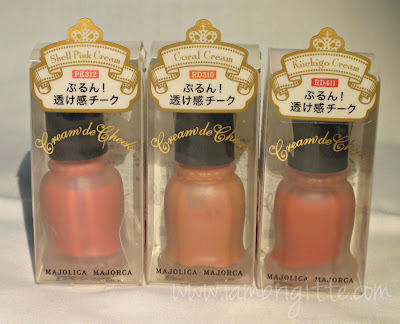 Shell Pink Cream
PK312
ぷるん!
透け感チーク
Cream de Cheek
MAJOLICA MAJORCA
Coral Cream
RD310
ぷるん!
透け感チーク
Cream de Cheek
MAJOLICA MAJORCA
Kiichigo Cream
RD411
ぷるん!
透け感チーク
Cream de Cheek
MAJOLICA MAJORCA
www.iambrigitte.com